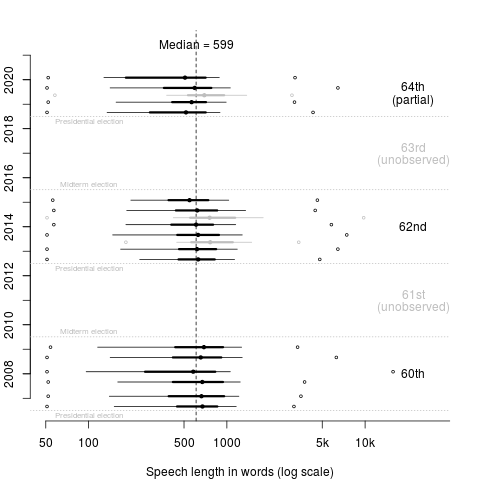 Median = 599
2020
64th
(partial)
Presidential election
2018
63rd
(unobserved)
2016
Midterm election
2014
62nd
Presidential election
2012
61st
(unobserved)
2010
Midterm election
2008
60th
Presidential election
50 100 500 1000 5k 10k
Speech length in words (log scale)